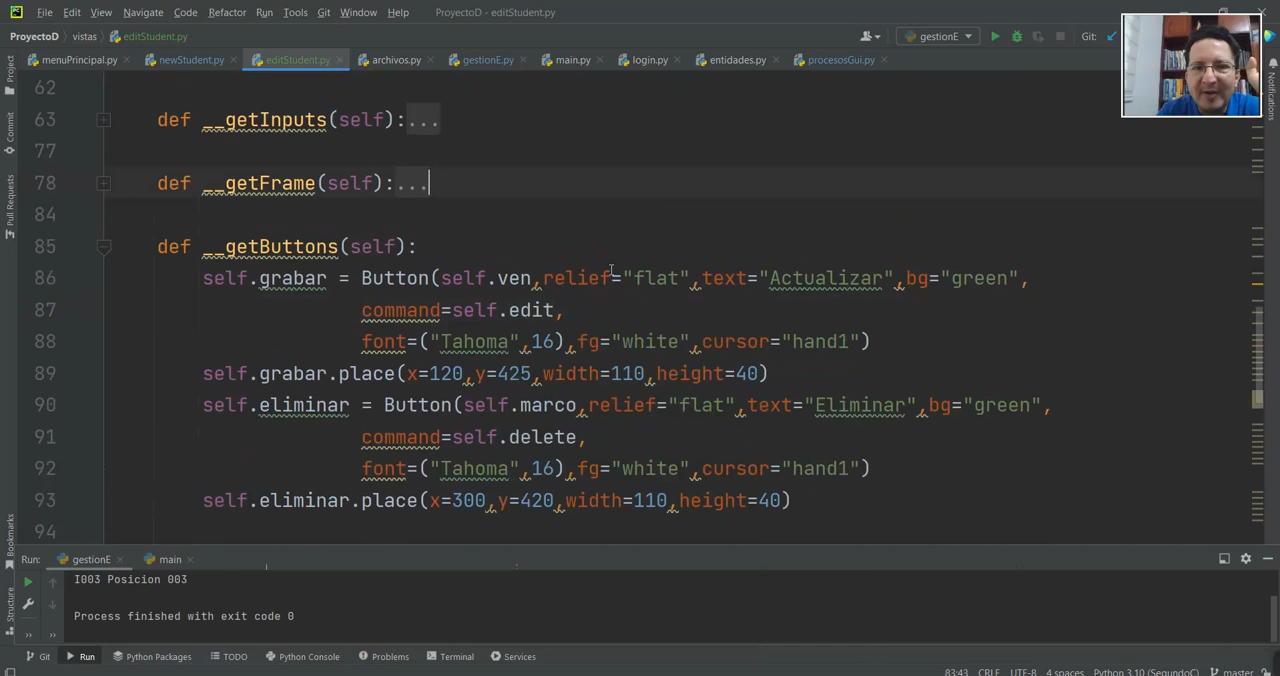 File Edit View Navigate Code Refactor Run Tools Git Window Help ProyectoD - editStudent.py
ProyectoD vistas editStudent.py gestionE Git:
menuPrincipal.py newStudent.py editStudent.py archivos.py gestionE.py main.py login.py entidades.py procesosGui.py
Project
Commit
Pull Requests
Bookmarks
Structure
Notifications
62
63 def __getInputs(self):...
77
78 def __getFrame(self):...
84
85 def __getButtons(self):
86 self.grabar = Button(self.ven,relief="flat",text="Actualizar",bg="green",
87 command=self.edit,
88 font=("Tahoma",16),fg="white",cursor="hand1")
89 self.grabar.place(x=120,y=425,width=110,height=40)
90 self.eliminar = Button(self.marco,relief="flat",text="Eliminar",bg="green",
91 command=self.delete,
92 font=("Tahoma",16),fg="white",cursor="hand1")
93 self.eliminar.place(x=300,y=420,width=110,height=40)
94
Run: gestionE main
I003 Posicion 003
Process finished with exit code 0
Git Run Python Packages TODO Python Console Problems Terminal Services
83:43 CRLF UTF-8 4 spaces Python 3.10 (SegundoC) master